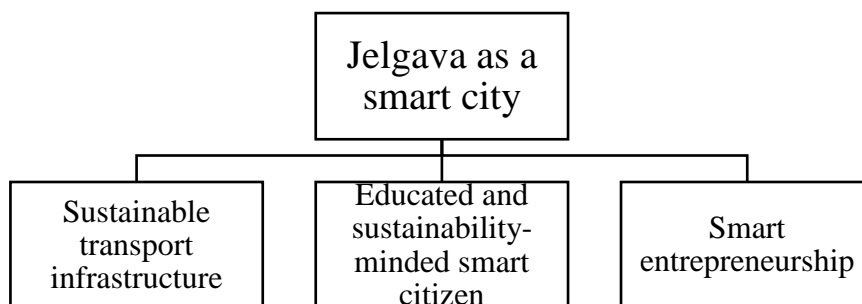 Jelgava as a
smart city
Sustainable
transport
infrastructure
Educated and
sustainability-
minded smart
citizen
Smart
entrepreneurship